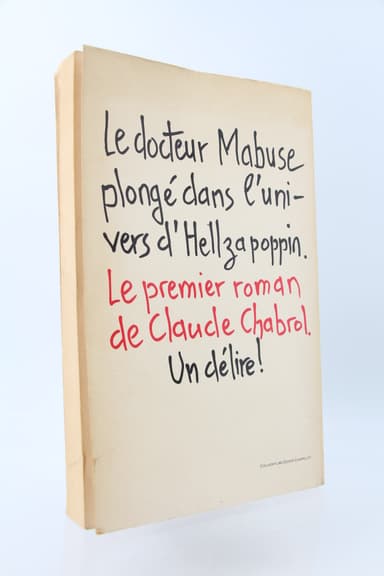 Le docteur Mabuse
plongé dans l'uni-
vers d'Hellzapoppin.
Le premier roman
de Claude Chabrol.
Un délire!